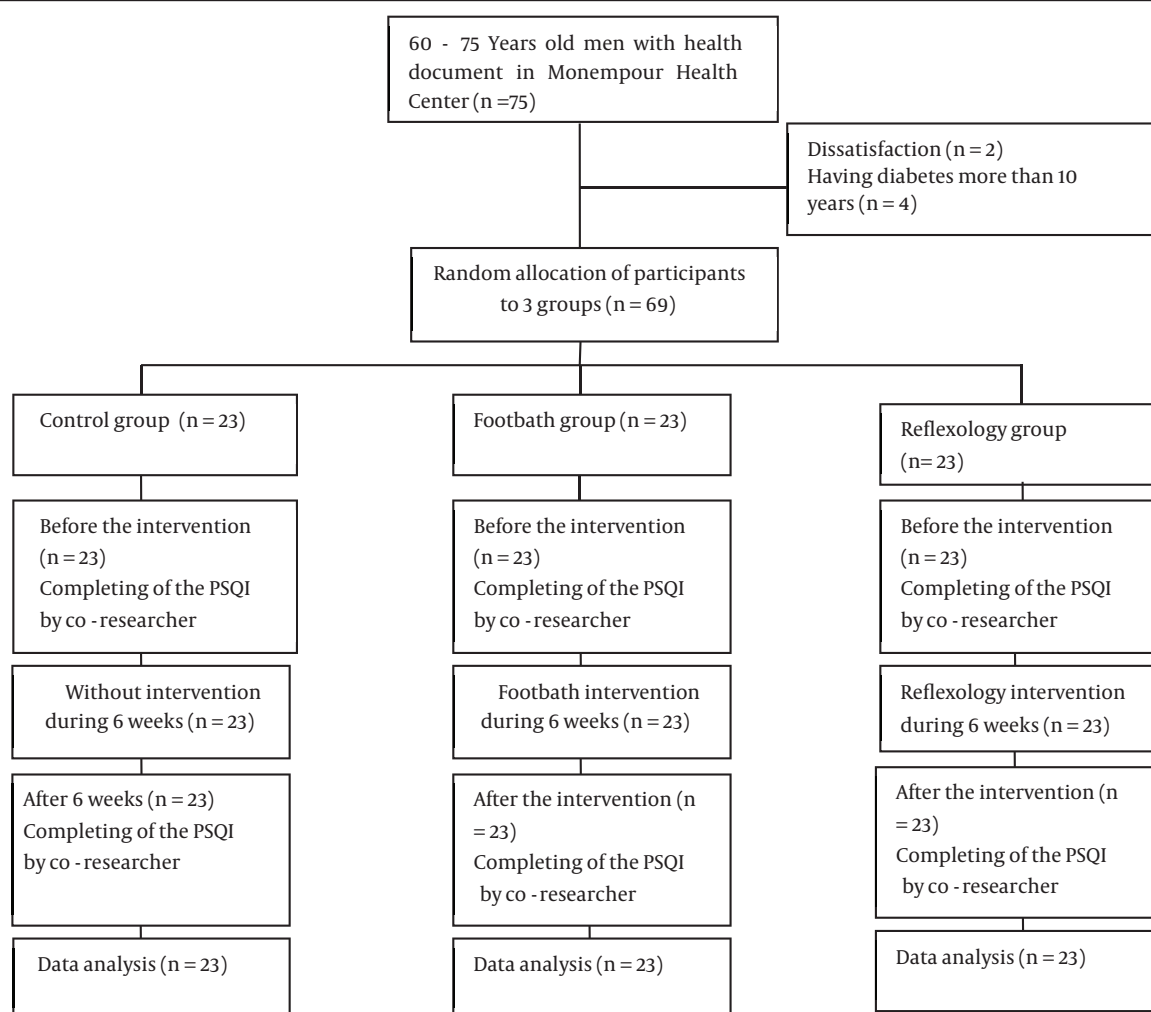 60 - 75 Years old men with health
document in Monempour Health
Center (n =75)
Dissatisfaction (n = 2)
Having diabetes more than 10
years (n = 4)
Random allocation of participants
to 3 groups (n = 69)
Control group (n = 23)
Footbath group (n = 23)
Reflexology group
(n= 23)
Before the intervention
(n = 23)
Completing of the PSQI
by co - researcher
Before the intervention
(n = 23)
Completing of the PSQI
by co - researcher
Before the intervention
(n = 23)
Completing of the PSQI
by co - researcher
Without intervention
during 6 weeks (n = 23)
Footbath intervention
during 6 weeks (n = 23)
Reflexology intervention
during 6 weeks (n = 23)
After 6 weeks (n = 23)
Completing of the PSQI
by co - researcher
After the intervention (n
= 23)
Completing of the PSQI
by co - researcher
After the intervention (n
= 23)
Completing of the PSQI
by co - researcher
Data analysis (n = 23)
Data analysis (n = 23)
Data analysis (n = 23)